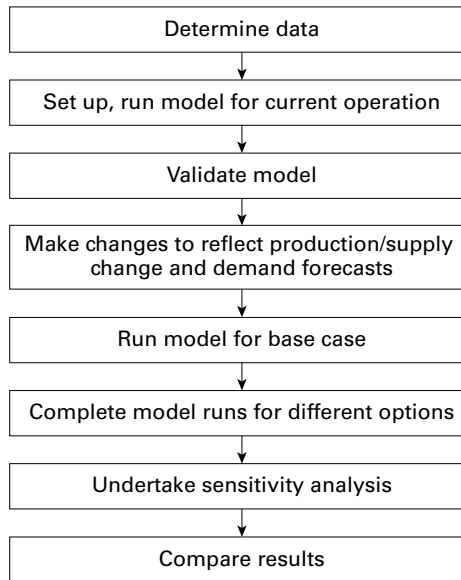 Determine data
Set up, run model for current operation
Validate model
Make changes to reflect production/supply
change and demand forecasts
Run model for base case
Complete model runs for different options
Undertake sensitivity analysis
Compare results